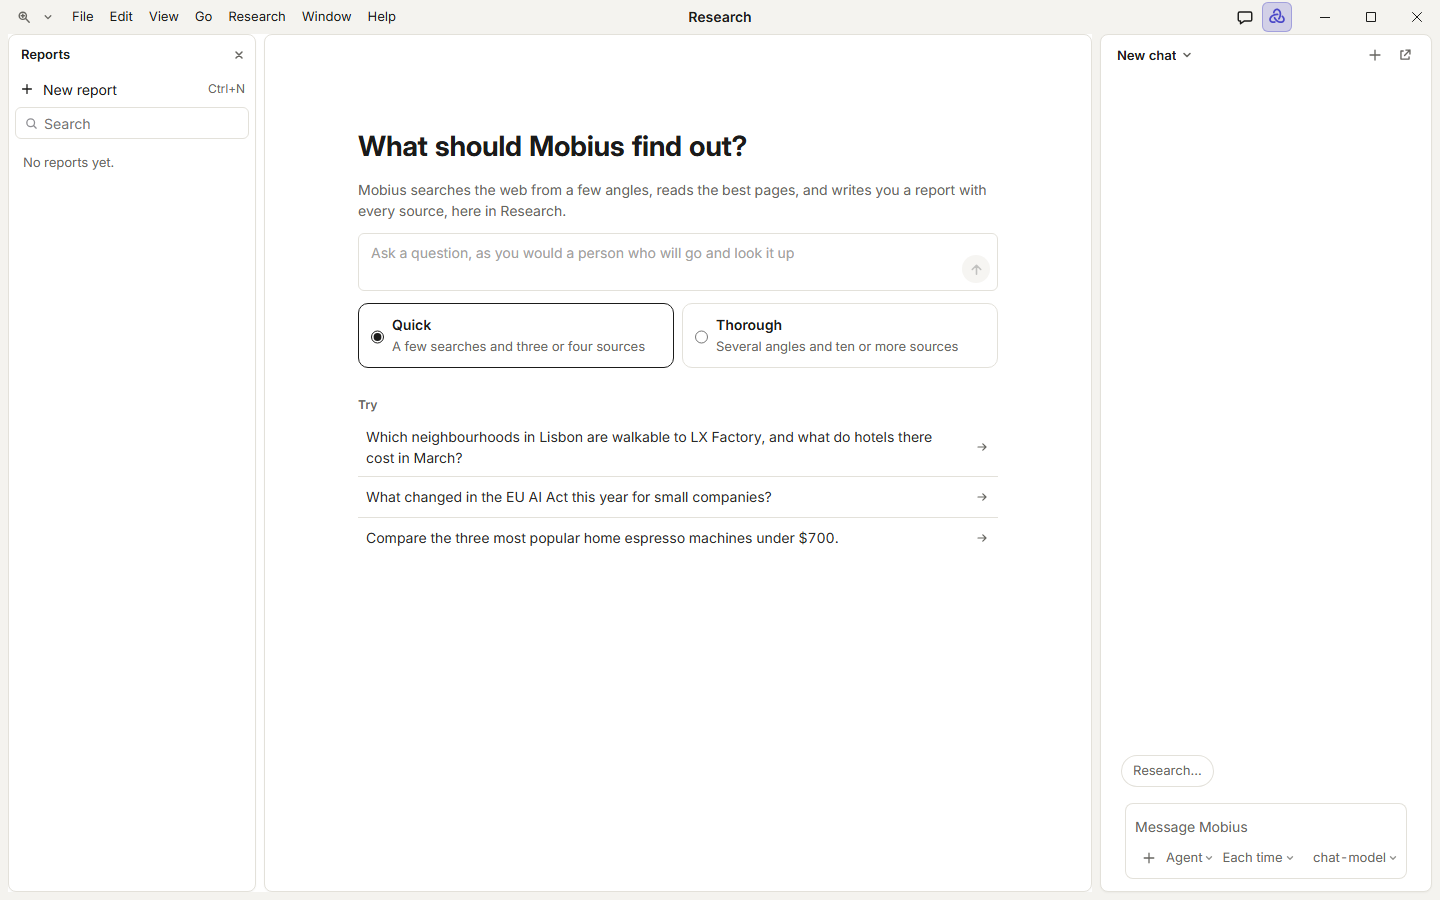 File Edit View Go Research Window Help
Research
Reports
New report Ctrl+N
Search
No reports yet.
What should Mobius find out?
Mobius searches the web from a few angles, reads the best pages, and writes you a report with
every source, here in Research.
Ask a question, as you would a person who will go and look it up
Quick
A few searches and three or four sources
Thorough
Several angles and ten or more sources
Try
Which neighbourhoods in Lisbon are walkable to LX Factory, and what do hotels there
cost in March?
What changed in the EU AI Act this year for small companies?
Compare the three most popular home espresso machines under $700.
New chat
Research...
Message Mobius
Agent Each time chat-model